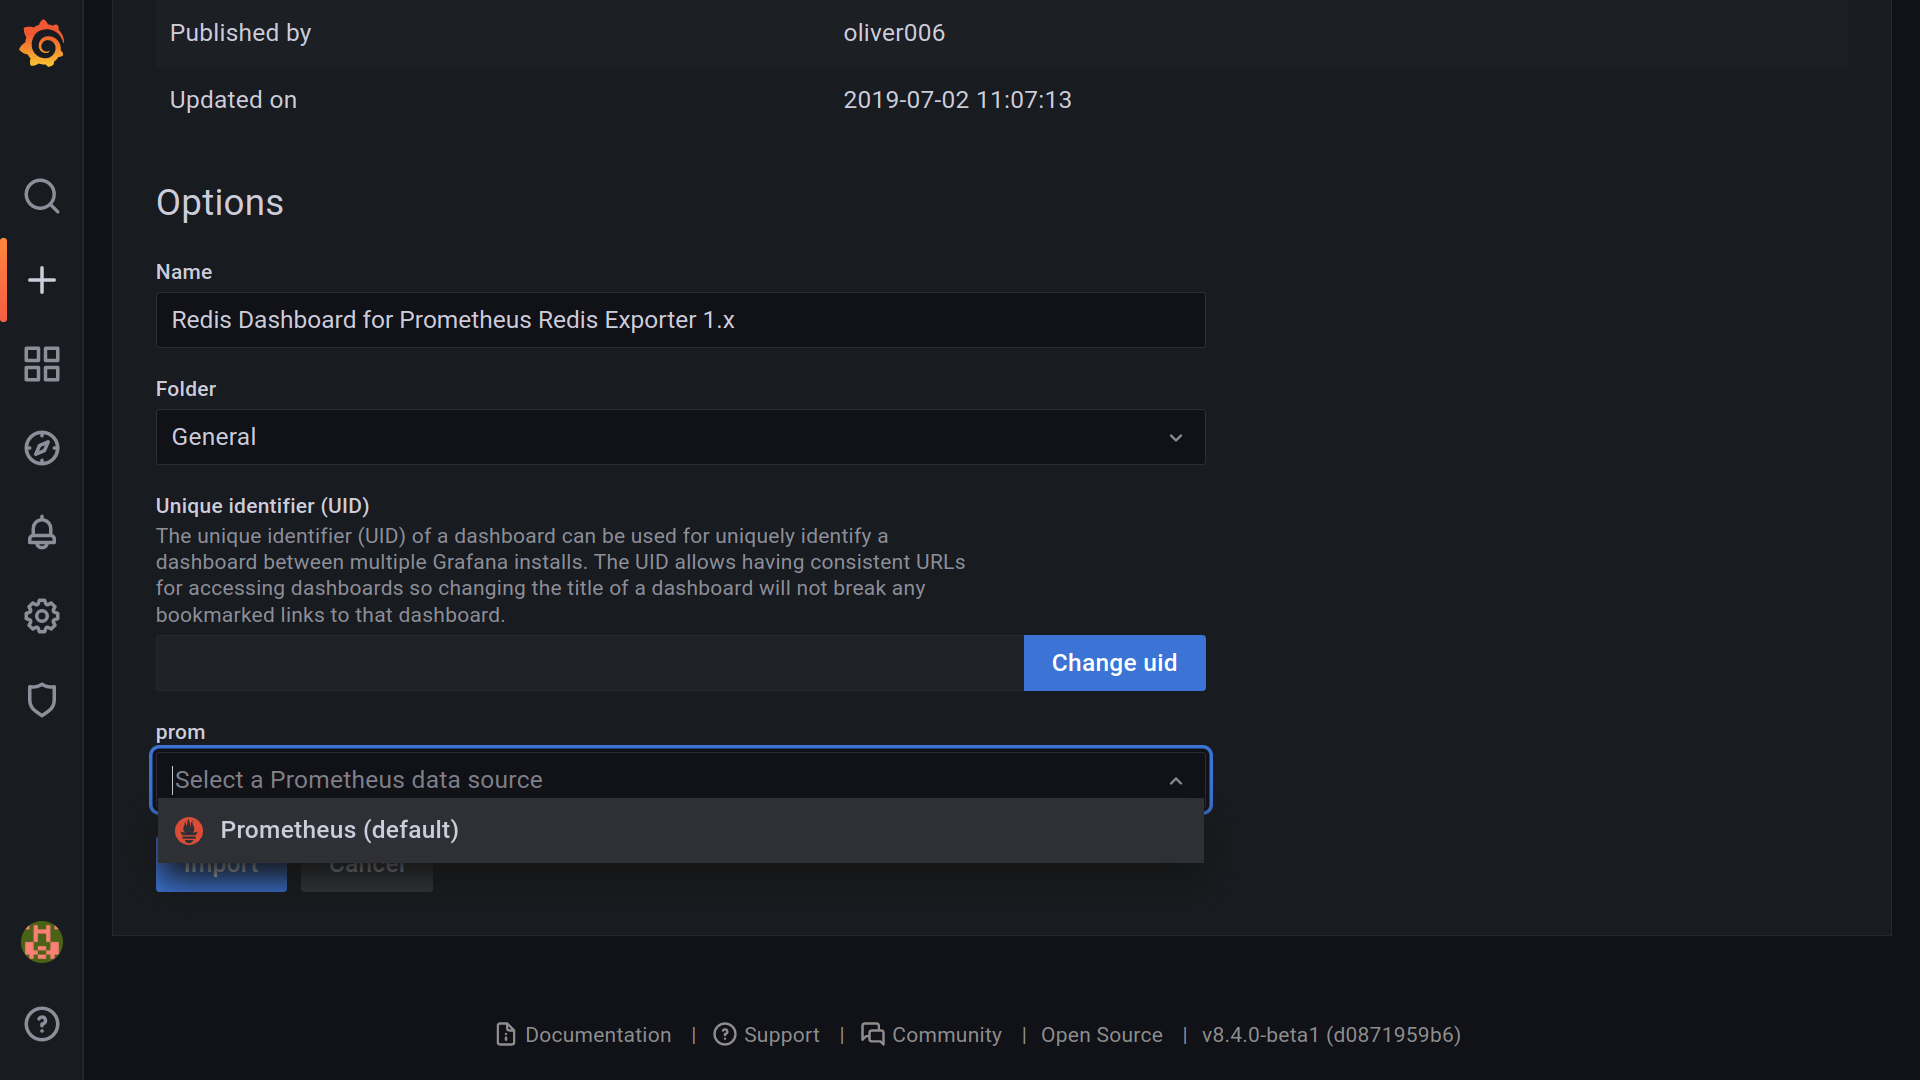 Published by oliver006
Updated on 2019-07-02 11:07:13
Options
Name
Redis Dashboard for Prometheus Redis Exporter 1.x
Folder
General
Unique identifier (UID)
The unique identifier (UID) of a dashboard can be used for uniquely identify a
dashboard between multiple Grafana installs. The UID allows having consistent URLs
for accessing dashboards so changing the title of a dashboard will not break any
bookmarked links to that dashboard.
Change uid
prom
Select a Prometheus data source
Prometheus (default)
Import Cancel
Documentation | Support | Community | Open Source | v8.4.0-beta1 (d0871959b6)